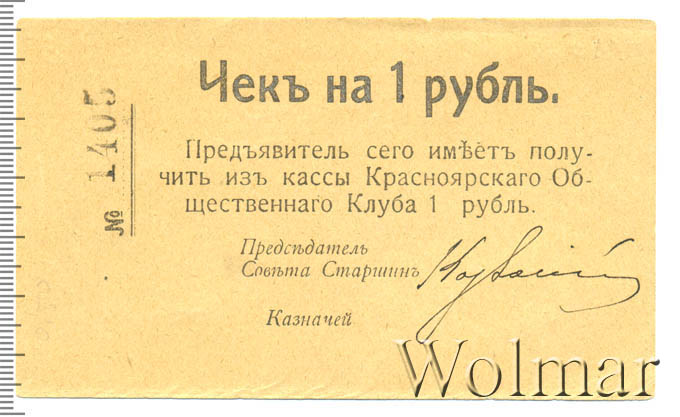 № 1405
Чекъ на 1 рубль.
Предъявитель сего имѣетъ полу-
чить изъ кассы Красноярскаго Об-
щественнаго Клуба 1 рубль.
Предсѣдатель
Совѣта Старшинъ
Казначей
Wolmar